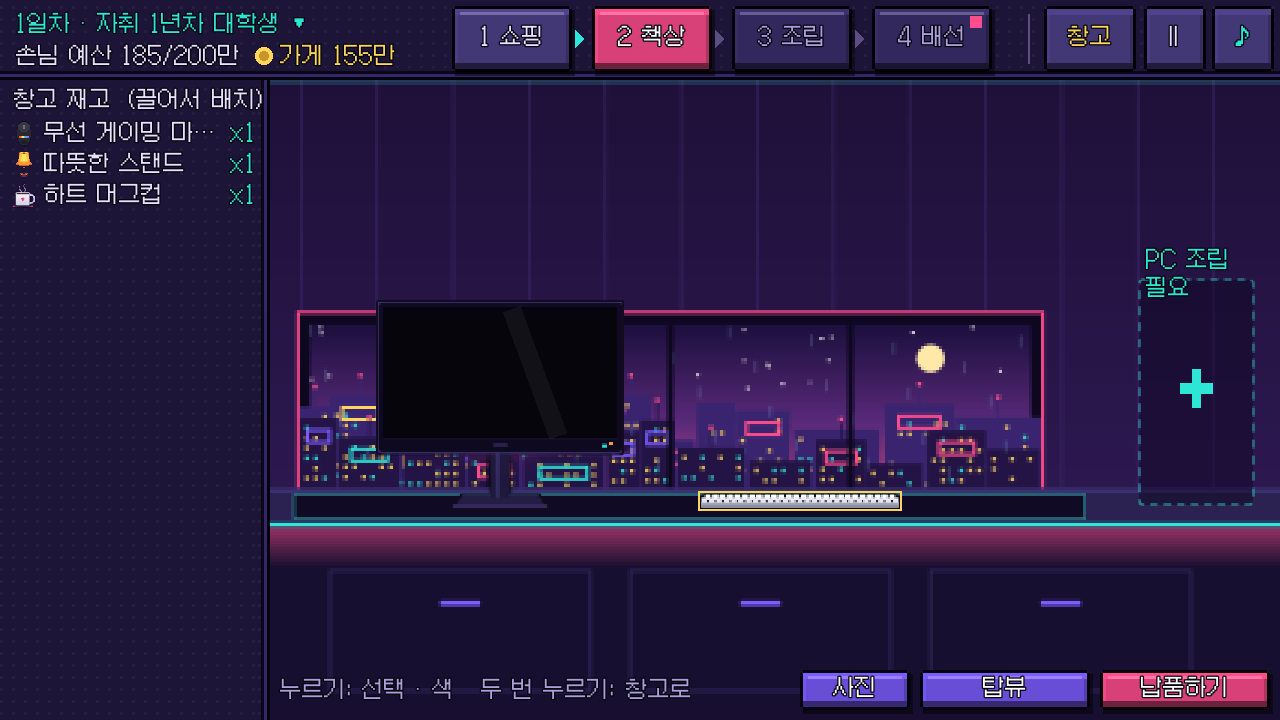 1일차 · 자취 1년차 대학생 ▼
손님 예산 185/200만 가게 155만
1 쇼핑
2 책상
3 조립
4 배선
창고
II
♪
창고 재고 (끌어서 배치)
무선 게이밍 마··· x1
따뜻한 스탠드 x1
하트 머그컵 x1
PC 조립
필요
누르기: 선택 · 색 두 번 누르기: 창고로
사진
탑뷰
납품하기